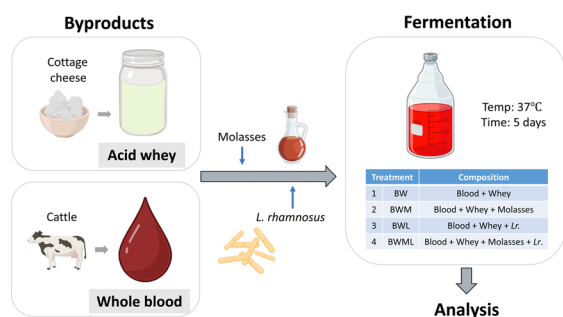 Byproducts
Cottage
cheese
Acid whey
Cattle
Whole blood
Molasses
L. rhamnosus
Fermentation
Temp: 37℃
Time: 5 days
Treatment Composition
1 BW Blood + Whey
2 BWM Blood + Whey + Molasses
3 BWL Blood + Whey + Lr.
4 BWML Blood + Whey + Molasses + Lr.
Analysis